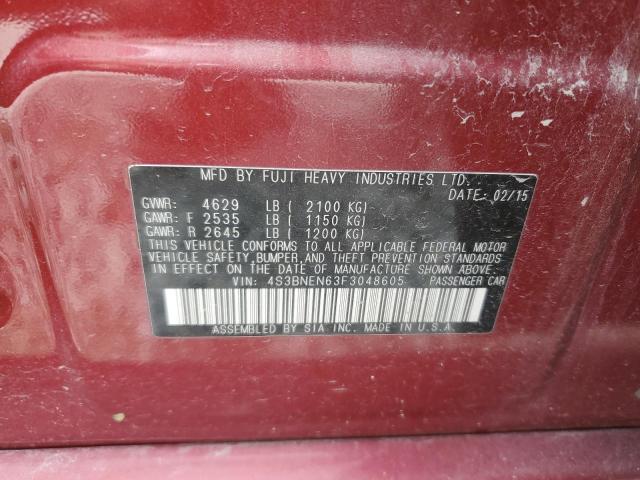 MFD BY FUJI HEAVY INDUSTRIES LTD.
DATE: 02/15
GVWR: 4629 LB ( 2100 KG)
GAWR: F 2535 LB ( 1150 KG)
GAWR: R 2645 LB ( 1200 KG)
THIS VEHICLE CONFORMS TO ALL APPLICABLE FEDERAL MOTOR
VEHICLE SAFETY, BUMPER, AND THEFT PREVENTION STANDARDS
IN EFFECT ON THE DATE OF MANUFACTURE SHOWN ABOVE.
VIN: 4S3BNEN63F3048605 PASSENGER CAR
ASSEMBLED BY SIA INC. MADE IN U.S.A.